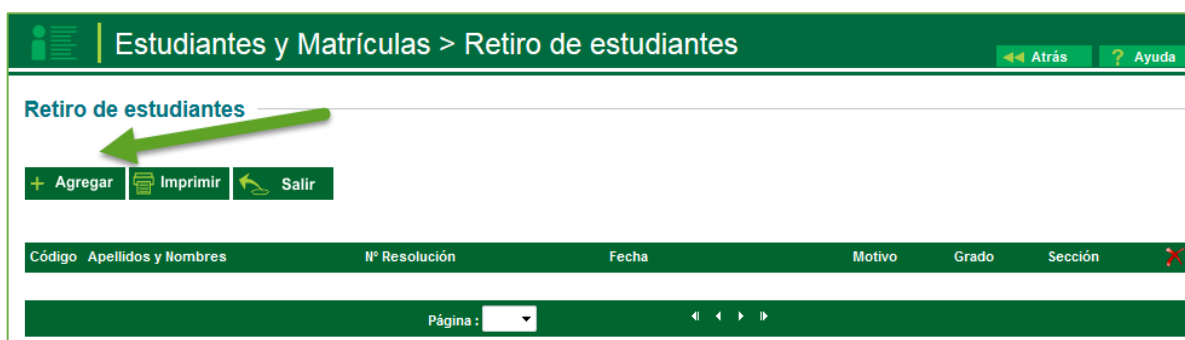 Estudiantes y Matrículas > Retiro de estudiantes
Atrás ? Ayuda
Retiro de estudiantes
+ Agregar Imprimir Salir
Código Apellidos y Nombres Nº Resolución Fecha Motivo Grado Sección
Página :